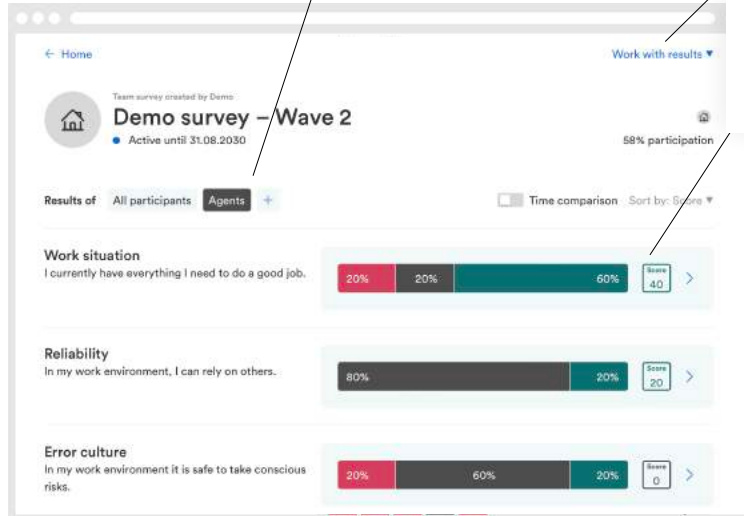 ← Home
Work with results ▼
Team survey created by Demo
Demo survey – Wave 2
Active until 31.08.2030
58% participation
Results of All participants Agents +
Time comparison Sort by: Score ▼
Work situation
I currently have everything I need to do a good job.
20% 20% 60%
Score
40
Reliability
In my work environment, I can rely on others.
80% 20%
Score
20
Error culture
In my work environment it is safe to take conscious
risks.
20% 60% 20%
Score
0